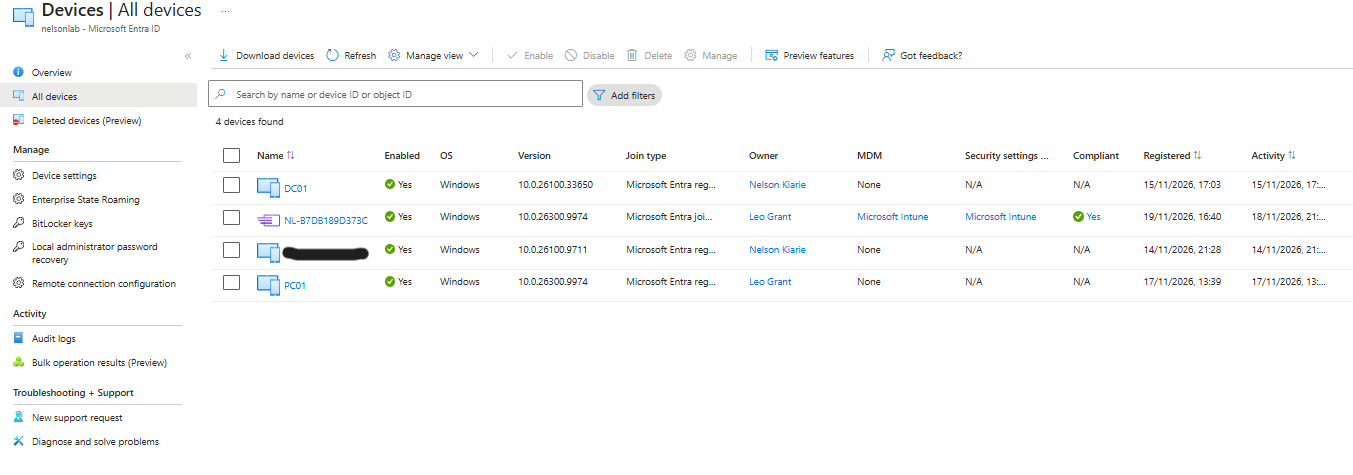 Devices | All devices ...
nelsonlab - Microsoft Entra ID
«
Overview
All devices
Deleted devices (Preview)
Manage
Device settings
Enterprise State Roaming
BitLocker keys
Local administrator password
recovery
Remote connection configuration
Activity
Audit logs
Bulk operation results (Preview)
Troubleshooting + Support
New support request
Diagnose and solve problems
Download devices Refresh Manage view Enable Disable Delete Manage Preview features Got feedback?
Search by name or device ID or object ID Add filters
4 devices found
Name Enabled OS Version Join type Owner MDM Security settings ... Compliant Registered Activity
DC01 Yes Windows 10.0.26100.33650 Microsoft Entra reg... Nelson Kiarie None N/A N/A 15/11/2026, 17:03 15/11/2026, 17:...
NL-B7DB189D373C Yes Windows 10.0.26300.9974 Microsoft Entra joi... Leo Grant Microsoft Intune Microsoft Intune Yes 19/11/2026, 16:40 18/11/2026, 21:...
Yes Windows 10.0.26100.9711 Microsoft Entra reg... Nelson Kiarie None N/A N/A 14/11/2026, 21:28 14/11/2026, 21:...
PC01 Yes Windows 10.0.26300.9974 Microsoft Entra reg... Leo Grant None N/A N/A 17/11/2026, 13:39 17/11/2026, 13:...